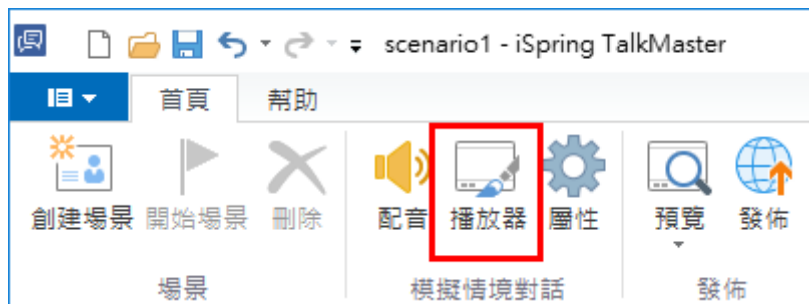 scenario1 - iSpring TalkMaster
首頁 幫助
創建場景 開始場景 刪除 配音 播放器 屬性 預覽 發佈
場景 模擬情境對話 發佈